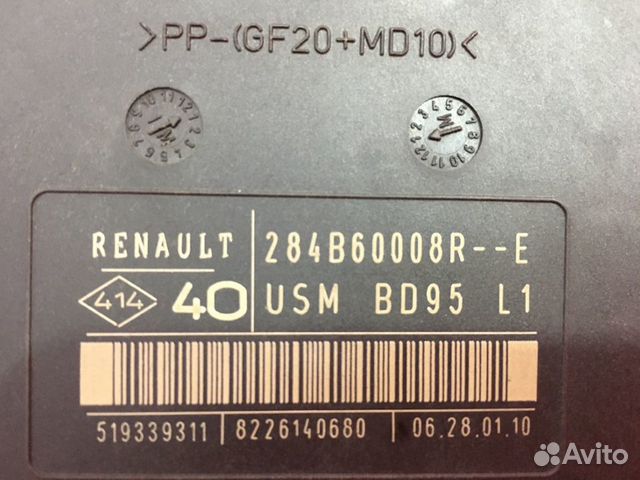 >PP-(GF20+MD10)<
RENAULT 284B60008R--E
414 40 USM BD95 L1
519339311 8226140680 06.28.01.10
Avito